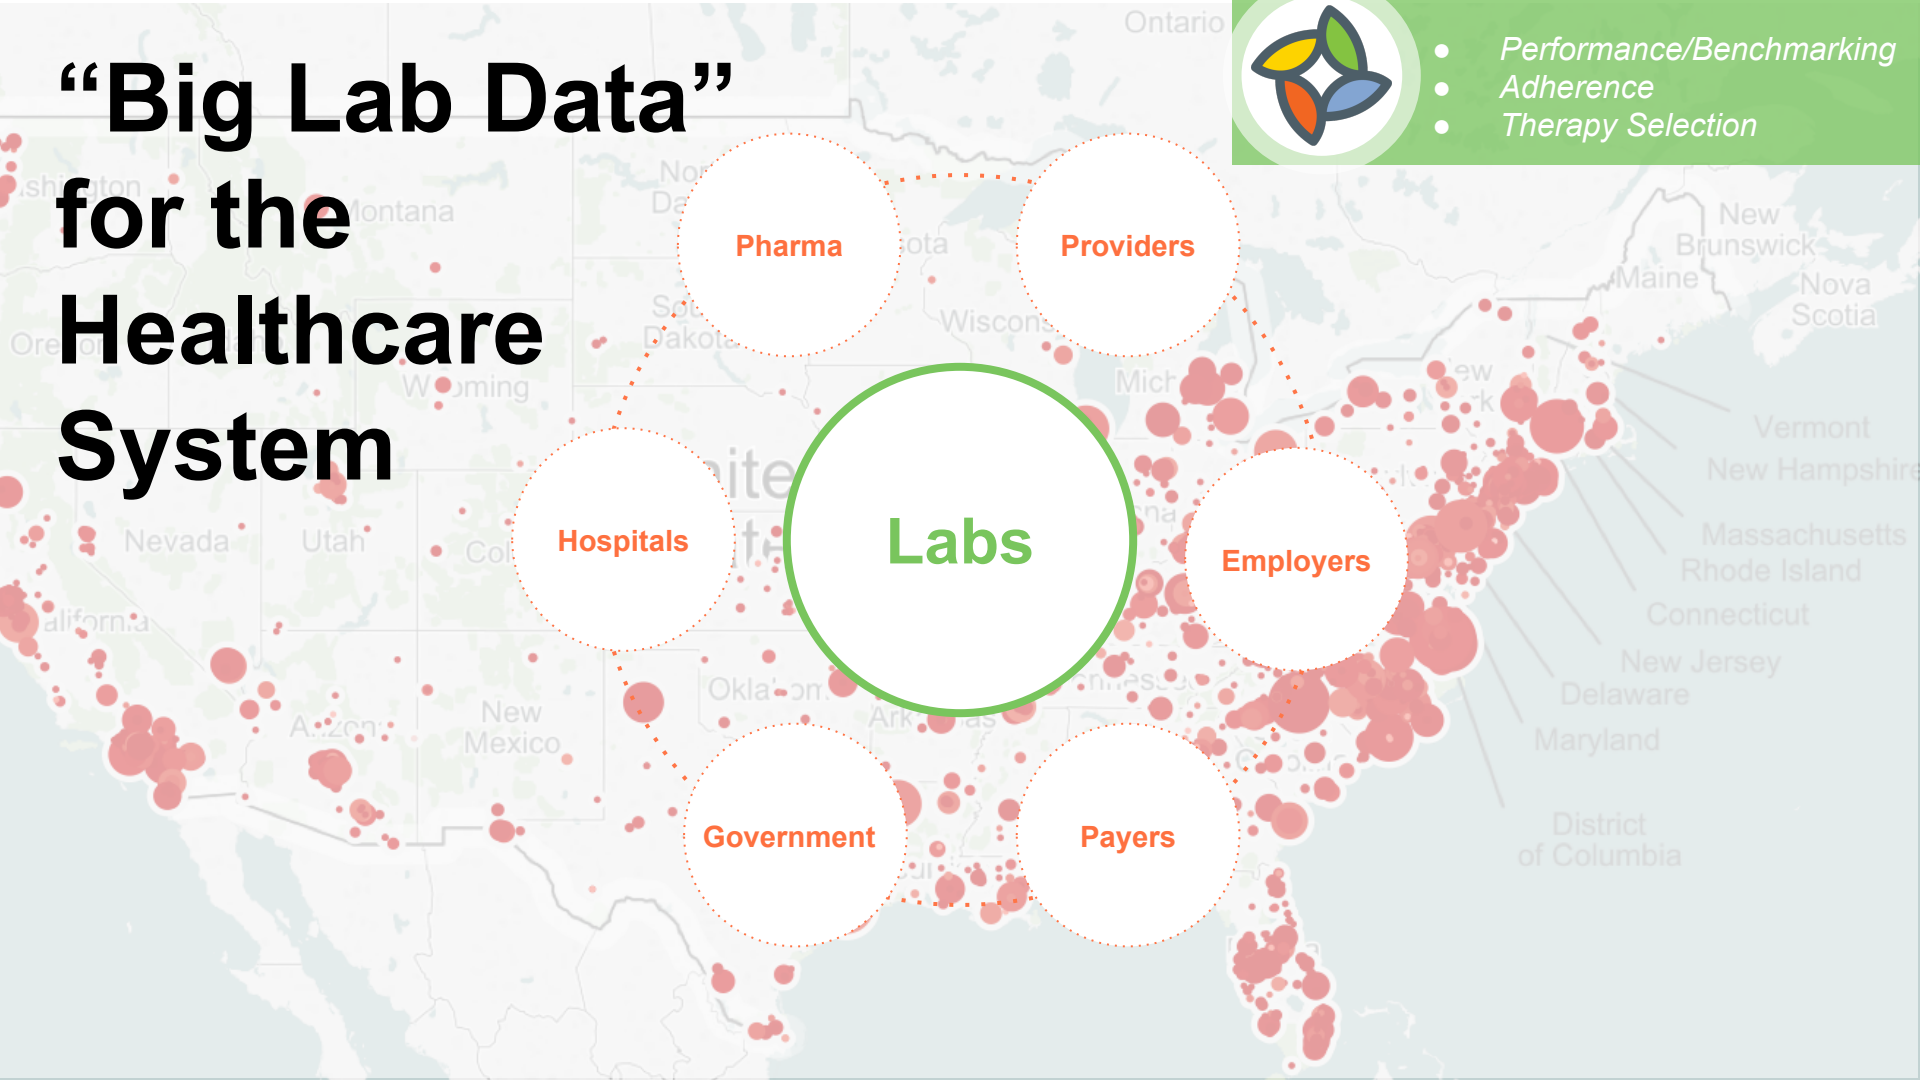 “Big Lab Data”
for the
Healthcare
System
Performance/Benchmarking
Adherence
Therapy Selection
Pharma
Providers
Hospitals
Labs
Employers
Government
Payers
Ontario
Montana
New
Brunswick
Maine
Nova
Scotia
Vermont
New Hampshire
Massachusetts
Rhode Island
Connecticut
New Jersey
Delaware
Maryland
District
of Columbia
Nevada
Utah
New
Mexico